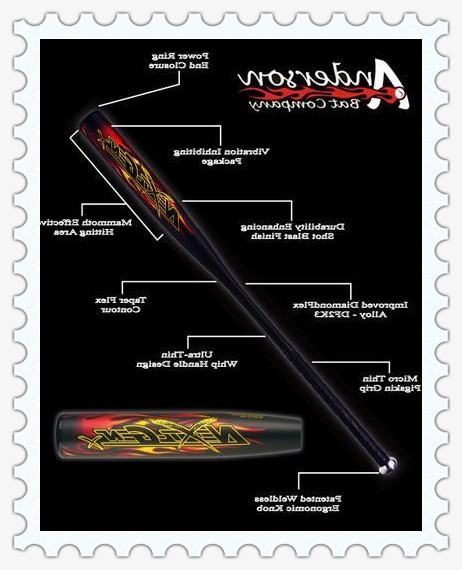 Anderson
Bat Company
Power Ring
End Closure
Vibration Inhibiting
Package
Mammoth Effective
Hitting Area
Durability Enhancing
Shot Blast Finish
Taper Flex
Contour
Improved DiamondFlex
Alloy - DF2K3
Ultra-Thin
Whip Handle Design
Micro Thin
Pigskin Grip
Patented Weldless
Ergonomic Knob